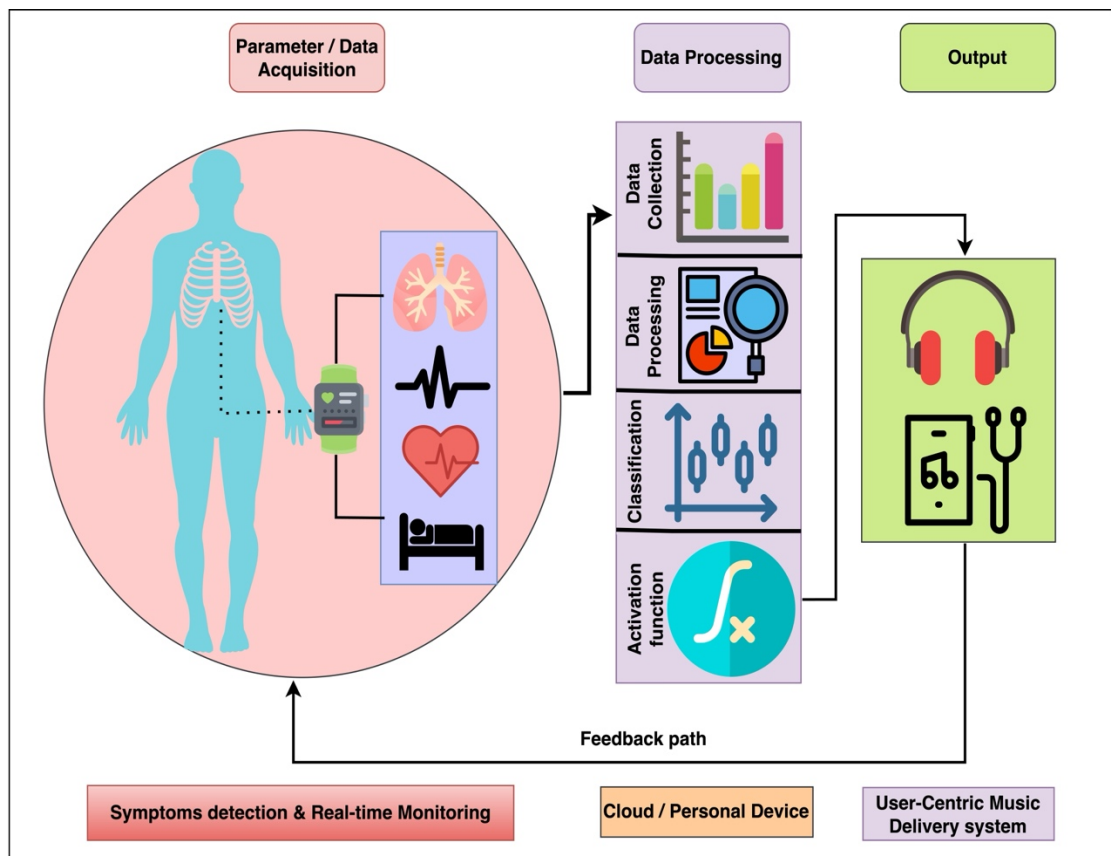 Parameter / Data
Acquisition
Data Processing
Output
Data
Collection
Data
Processing
Classification
Activation
function
Feedback path
Symptoms detection & Real-time Monitoring
Cloud / Personal Device
User-Centric Music
Delivery system